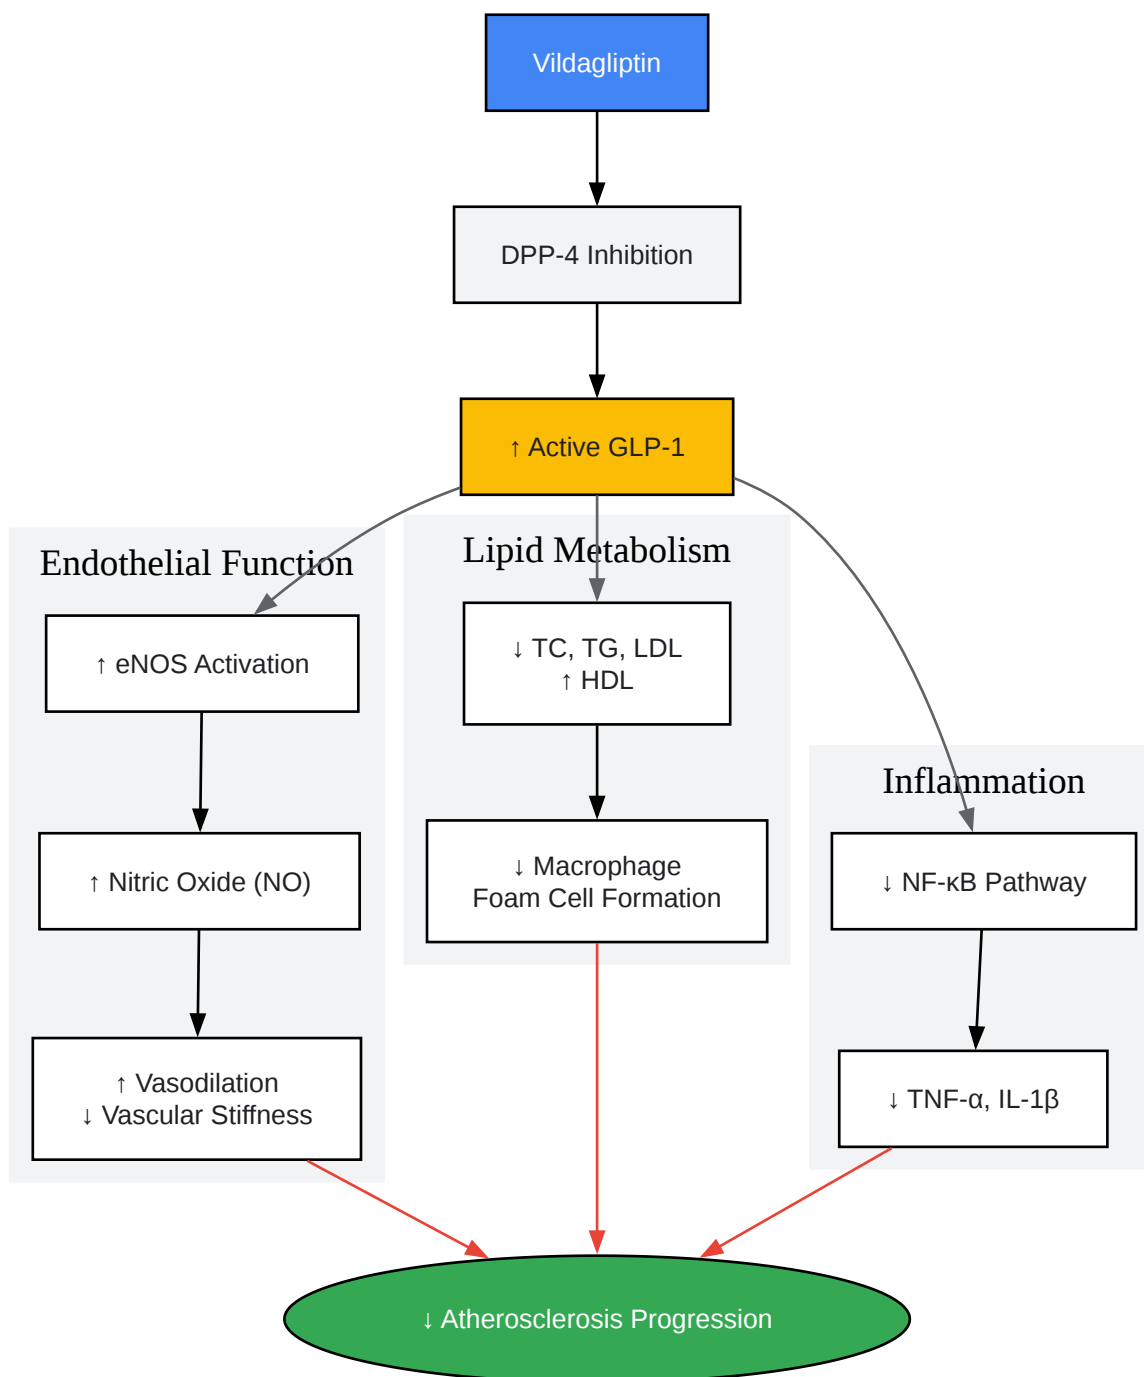 Vildagliptin
DPP-4 Inhibition
↑ Active GLP-1
Endothelial Function
↑ eNOS Activation
↑ Nitric Oxide (NO)
↑ Vasodilation
↓ Vascular Stiffness
Lipid Metabolism
↓ TC, TG, LDL
↑ HDL
↓ Macrophage
Foam Cell Formation
Inflammation
↓ NF-κB Pathway
↓ TNF-α, IL-1β
↓ Atherosclerosis Progression